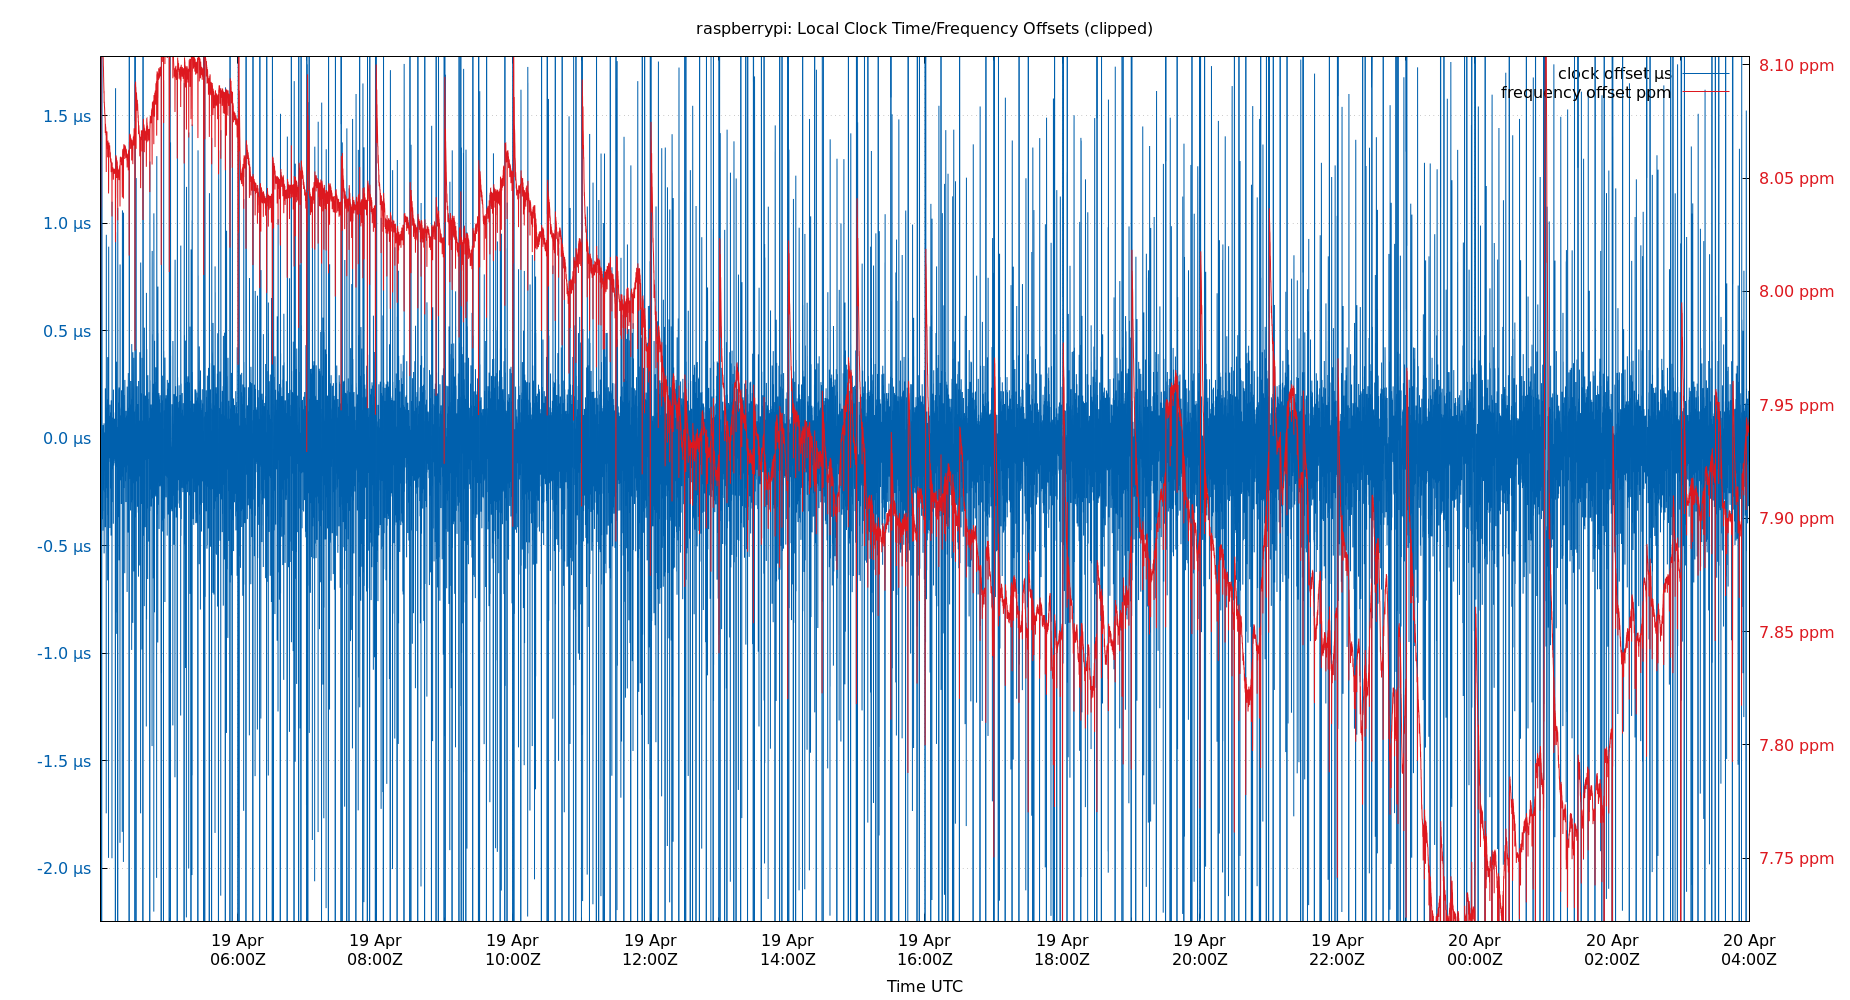 raspberrypi: Local Clock Time/Frequency Offsets (clipped)
clock offset µs
frequency offset ppm
1.5 µs
1.0 µs
0.5 µs
0.0 µs
-0.5 µs
-1.0 µs
-1.5 µs
-2.0 µs
8.10 ppm
8.05 ppm
8.00 ppm
7.95 ppm
7.90 ppm
7.85 ppm
7.80 ppm
7.75 ppm
19 Apr
06:00Z
19 Apr
08:00Z
19 Apr
10:00Z
19 Apr
12:00Z
19 Apr
14:00Z
19 Apr
16:00Z
19 Apr
18:00Z
19 Apr
20:00Z
19 Apr
22:00Z
20 Apr
00:00Z
20 Apr
02:00Z
20 Apr
04:00Z
Time UTC